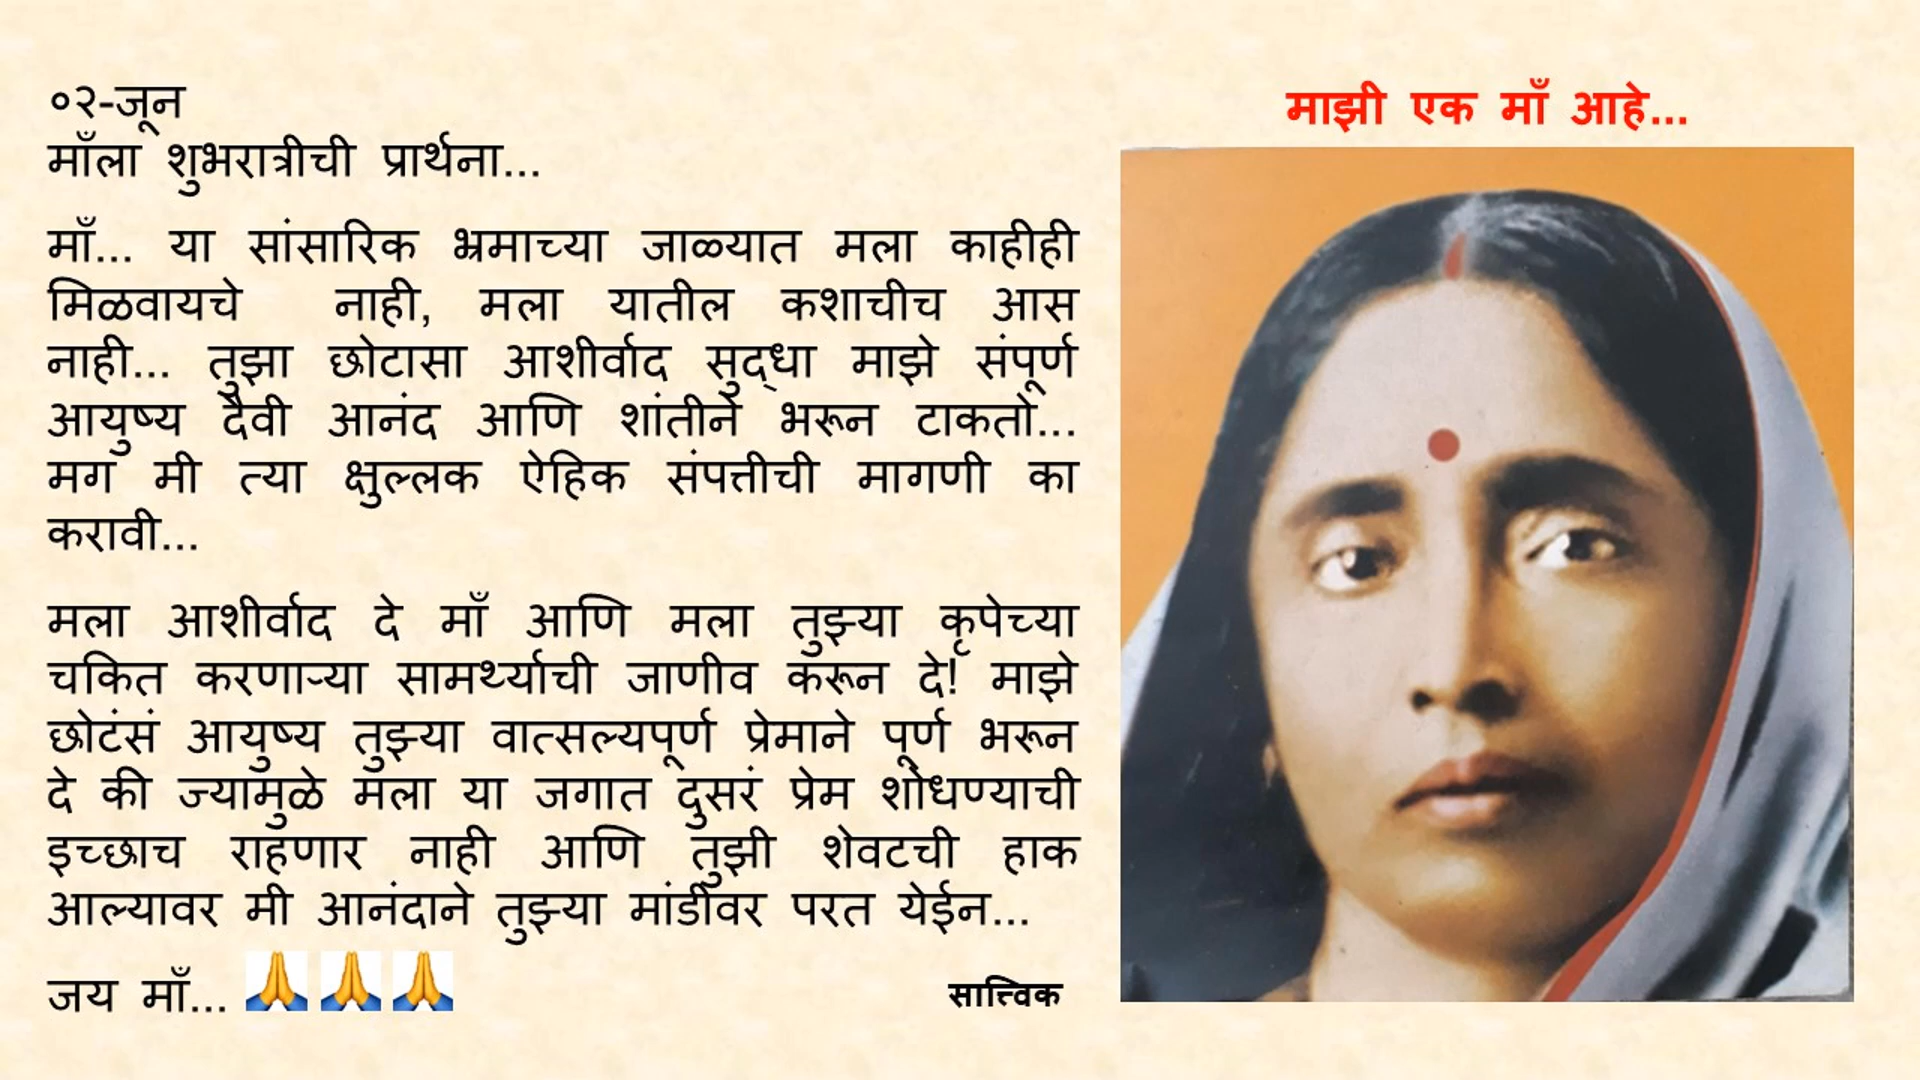 ०२-जून
माँला शुभरात्रीची प्रार्थना...
माँ... या सांसारिक भ्रमाच्या जाळ्यात मला काहीही
मिळवायचे नाही, मला यातील कशाचीच आस
नाही... तुझा छोटासा आशीर्वाद सुद्‌धा माझे संपूर्ण
आयुष्य दैवी आनंद आणि शांतीने भरून टाकतो...
मग मी त्या क्षुल्लक ऐहिक संपत्तीची मागणी का
करावी...
मला आशीर्वाद दे माँ आणि मला तुझ्या कृपेच्या
चकित करणाऱ्या सामर्थ्याची जाणीव करून दे! माझे
छोटंसं आयुष्य तुझ्या वात्सल्यपूर्ण प्रेमाने पूर्ण भरून
दे की ज्यामुळे मला या जगात दुसरं प्रेम शोधण्याची
इच्छाच राहणार नाही आणि तुझी शेवटची हाक
आल्यावर मी आनंदाने तुझ्या मांडीवर परत येईन...
जय माँ... 🙏🙏🙏
सात्त्विक
माझी एक माँ आहे...